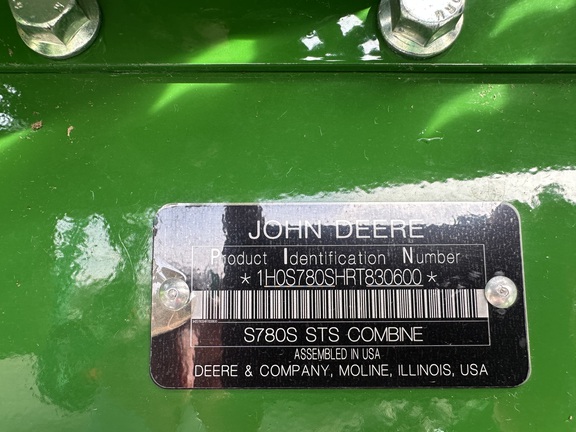 JOHN DEERE
Product Identification Number
*1H0S780SHRT830600*
S780S STS COMBINE
ASSEMBLED IN USA
DEERE & COMPANY, MOLINE, ILLINOIS, USA